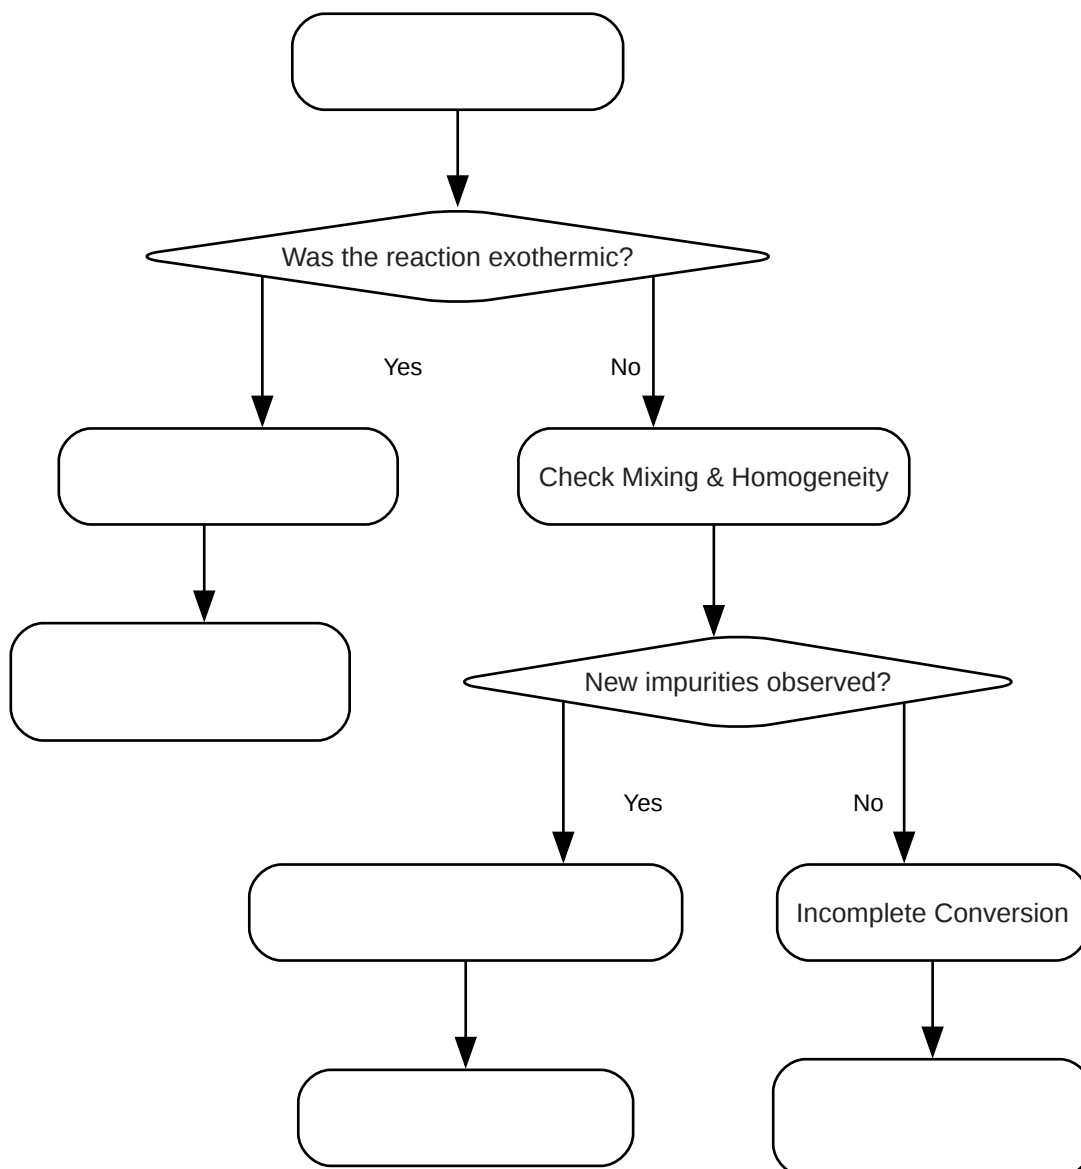 Was the reaction exothermic?
Yes
No
Check Mixing & Homogeneity
New impurities observed?
Yes
No
Incomplete Conversion